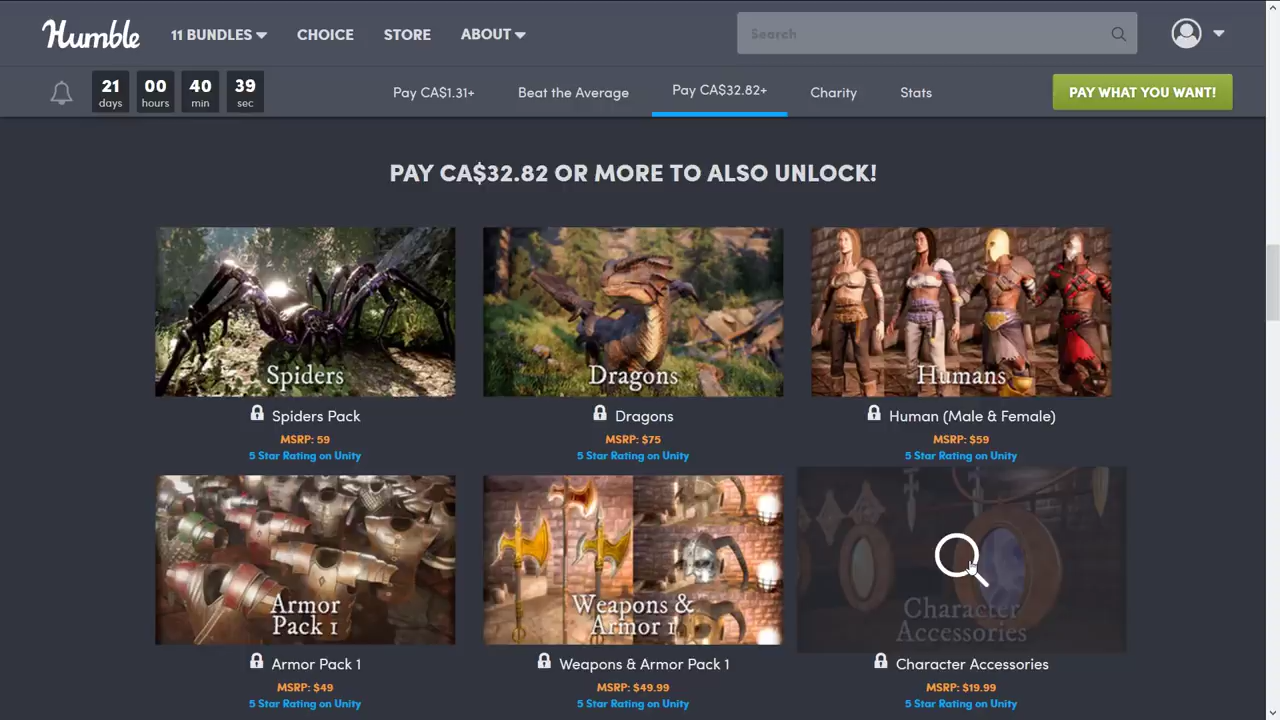 Humble
11 BUNDLES
CHOICE
STORE
ABOUT
Search
21 days
00 hours
40 min
39 sec
Pay CA$1.31+
Beat the Average
Pay CA$32.82+
Charity
Stats
PAY WHAT YOU WANT!
PAY CA$32.82 OR MORE TO ALSO UNLOCK!
Spiders
Dragons
Humans
Spiders Pack
Dragons
Human (Male & Female)
MSRP: 59
MSRP: $75
MSRP: $59
5 Star Rating on Unity
5 Star Rating on Unity
5 Star Rating on Unity
Armor
Pack 1
Weapons &
Armor 1
Character
Accessories
Armor Pack 1
Weapons & Armor Pack 1
Character Accessories
MSRP: $49
MSRP: $49.99
MSRP: $19.99
5 Star Rating on Unity
5 Star Rating on Unity
5 Star Rating on Unity